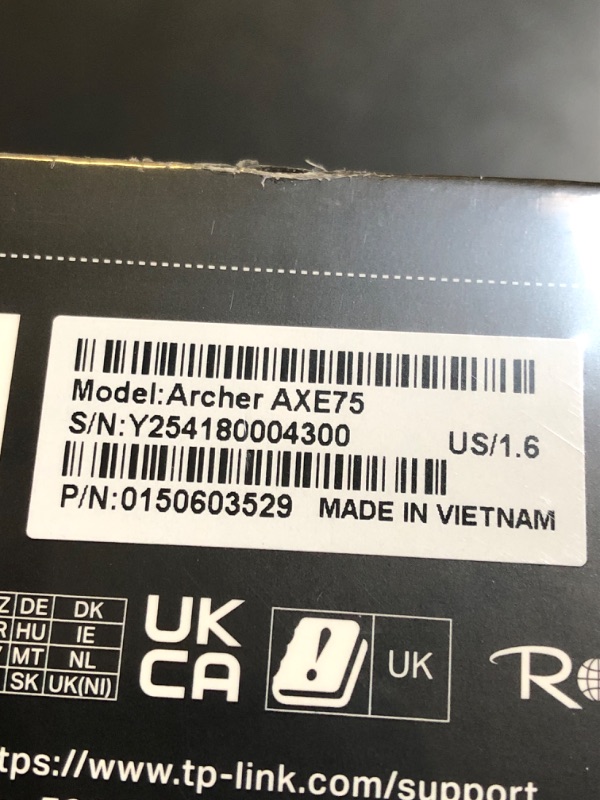 Model:Archer AXE75
S/N:Y254180004300
US/1.6
P/N:0150603529 MADE IN VIETNAM
DE DK
HU IE
MT NL
SK UK(NI)
UK
CA
UK
tps://www.tp-link.com/support